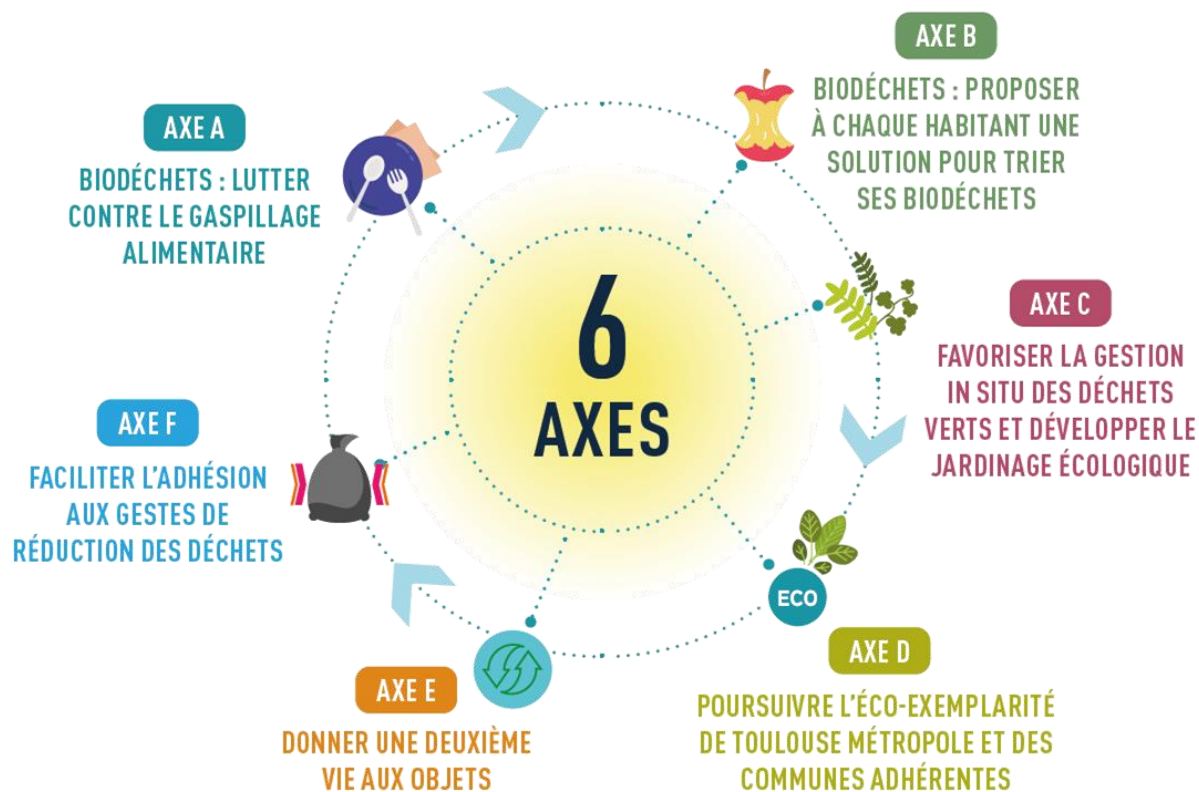 6
AXES
AXE A
BIODÉCHETS : LUTTER
CONTRE LE GASPILLAGE
ALIMENTAIRE
AXE B
BIODÉCHETS : PROPOSER
À CHAQUE HABITANT UNE
SOLUTION POUR TRIER
SES BIODÉCHETS
AXE C
FAVORISER LA GESTION
IN SITU DES DÉCHETS
VERTS ET DÉVELOPPER LE
JARDINAGE ÉCOLOGIQUE
ECO
AXE D
POURSUIVRE L'ÉCO-EXEMPLARITÉ
DE TOULOUSE MÉTROPOLE ET DES
COMMUNES ADHÉRENTES
AXE E
DONNER UNE DEUXIÈME
VIE AUX OBJETS
AXE F
FACILITER L'ADHÉSION
AUX GESTES DE
RÉDUCTION DES DÉCHETS